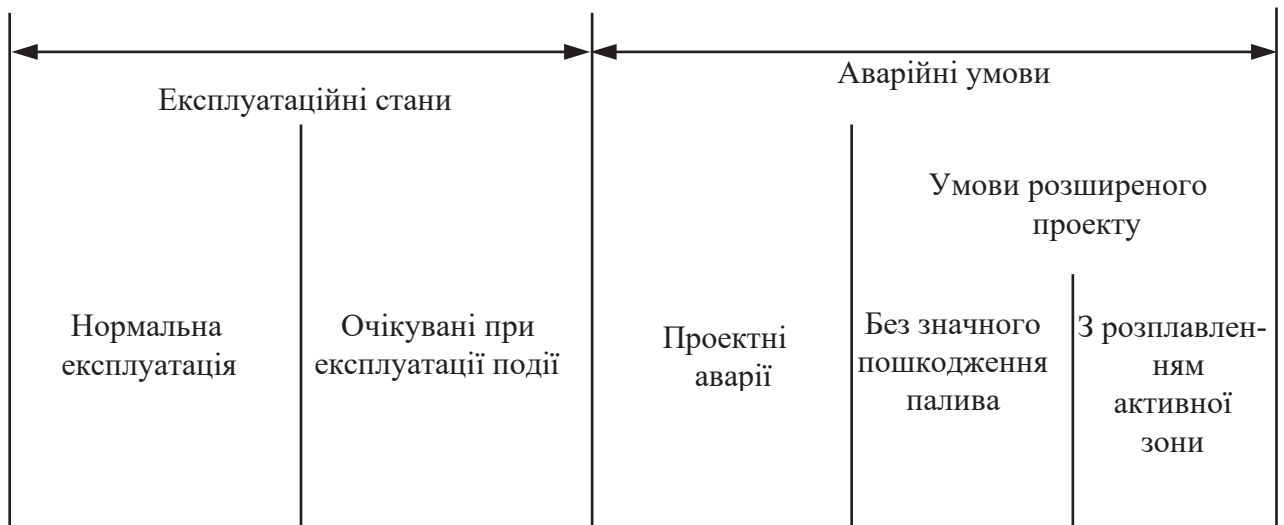 Експлуатаційні стани
Аварійні умови
Умови розширеного
проекту
Нормальна
експлуатація
Очікувані при
експлуатації події
Проектні
аварії
Без значного
пошкодження
палива
З розплавлен-
ням
активної
зони